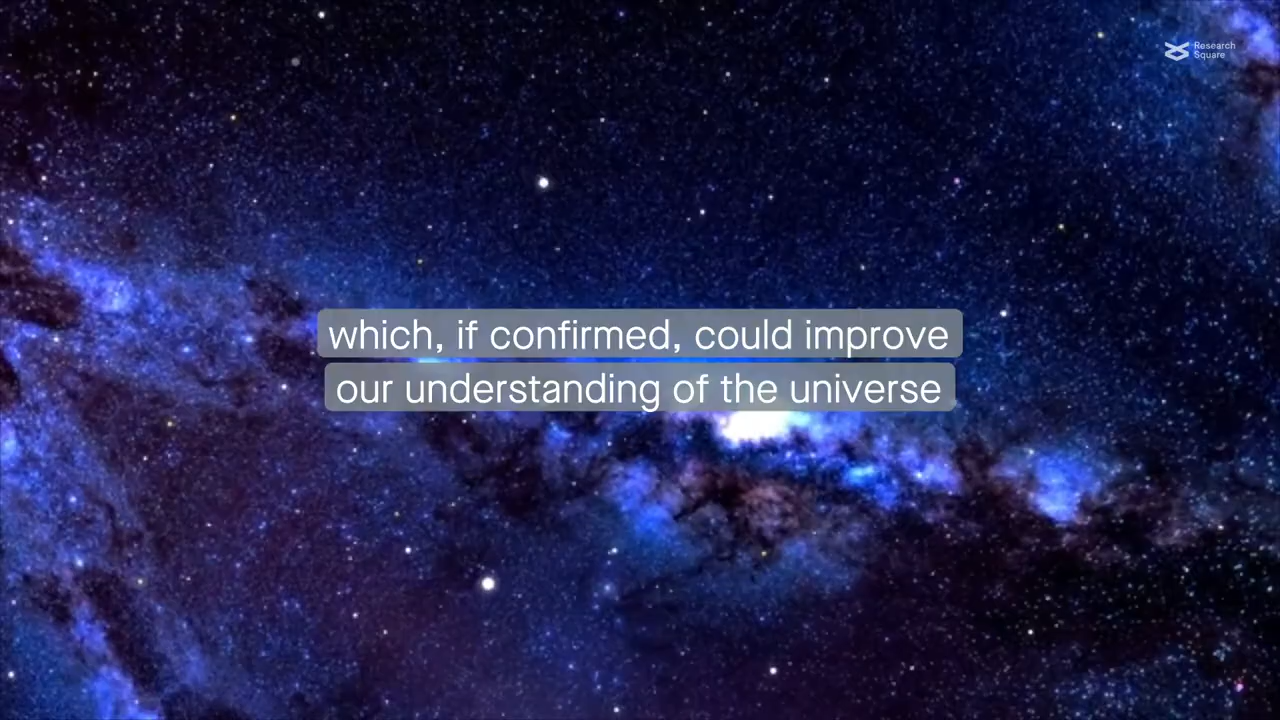 Research
Square
which, if confirmed, could improve
our understanding of the universe